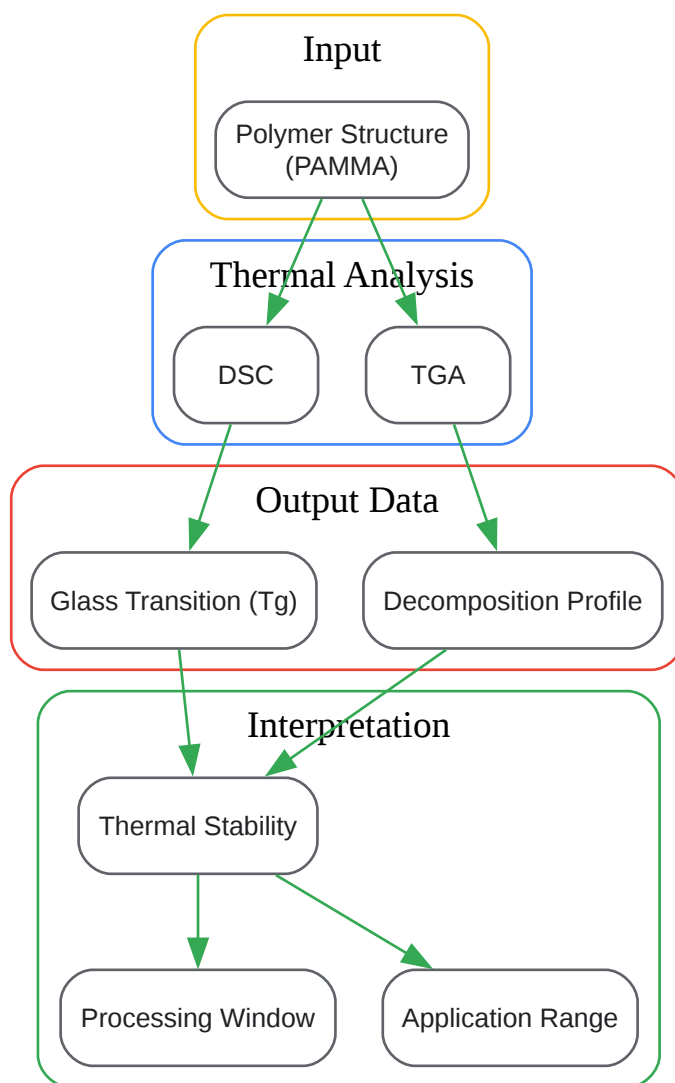 Input
Polymer Structure
(PAMMA)
Thermal Analysis
DSC
TGA
Output Data
Glass Transition (Tg)
Decomposition Profile
Interpretation
Thermal Stability
Processing Window
Application Range